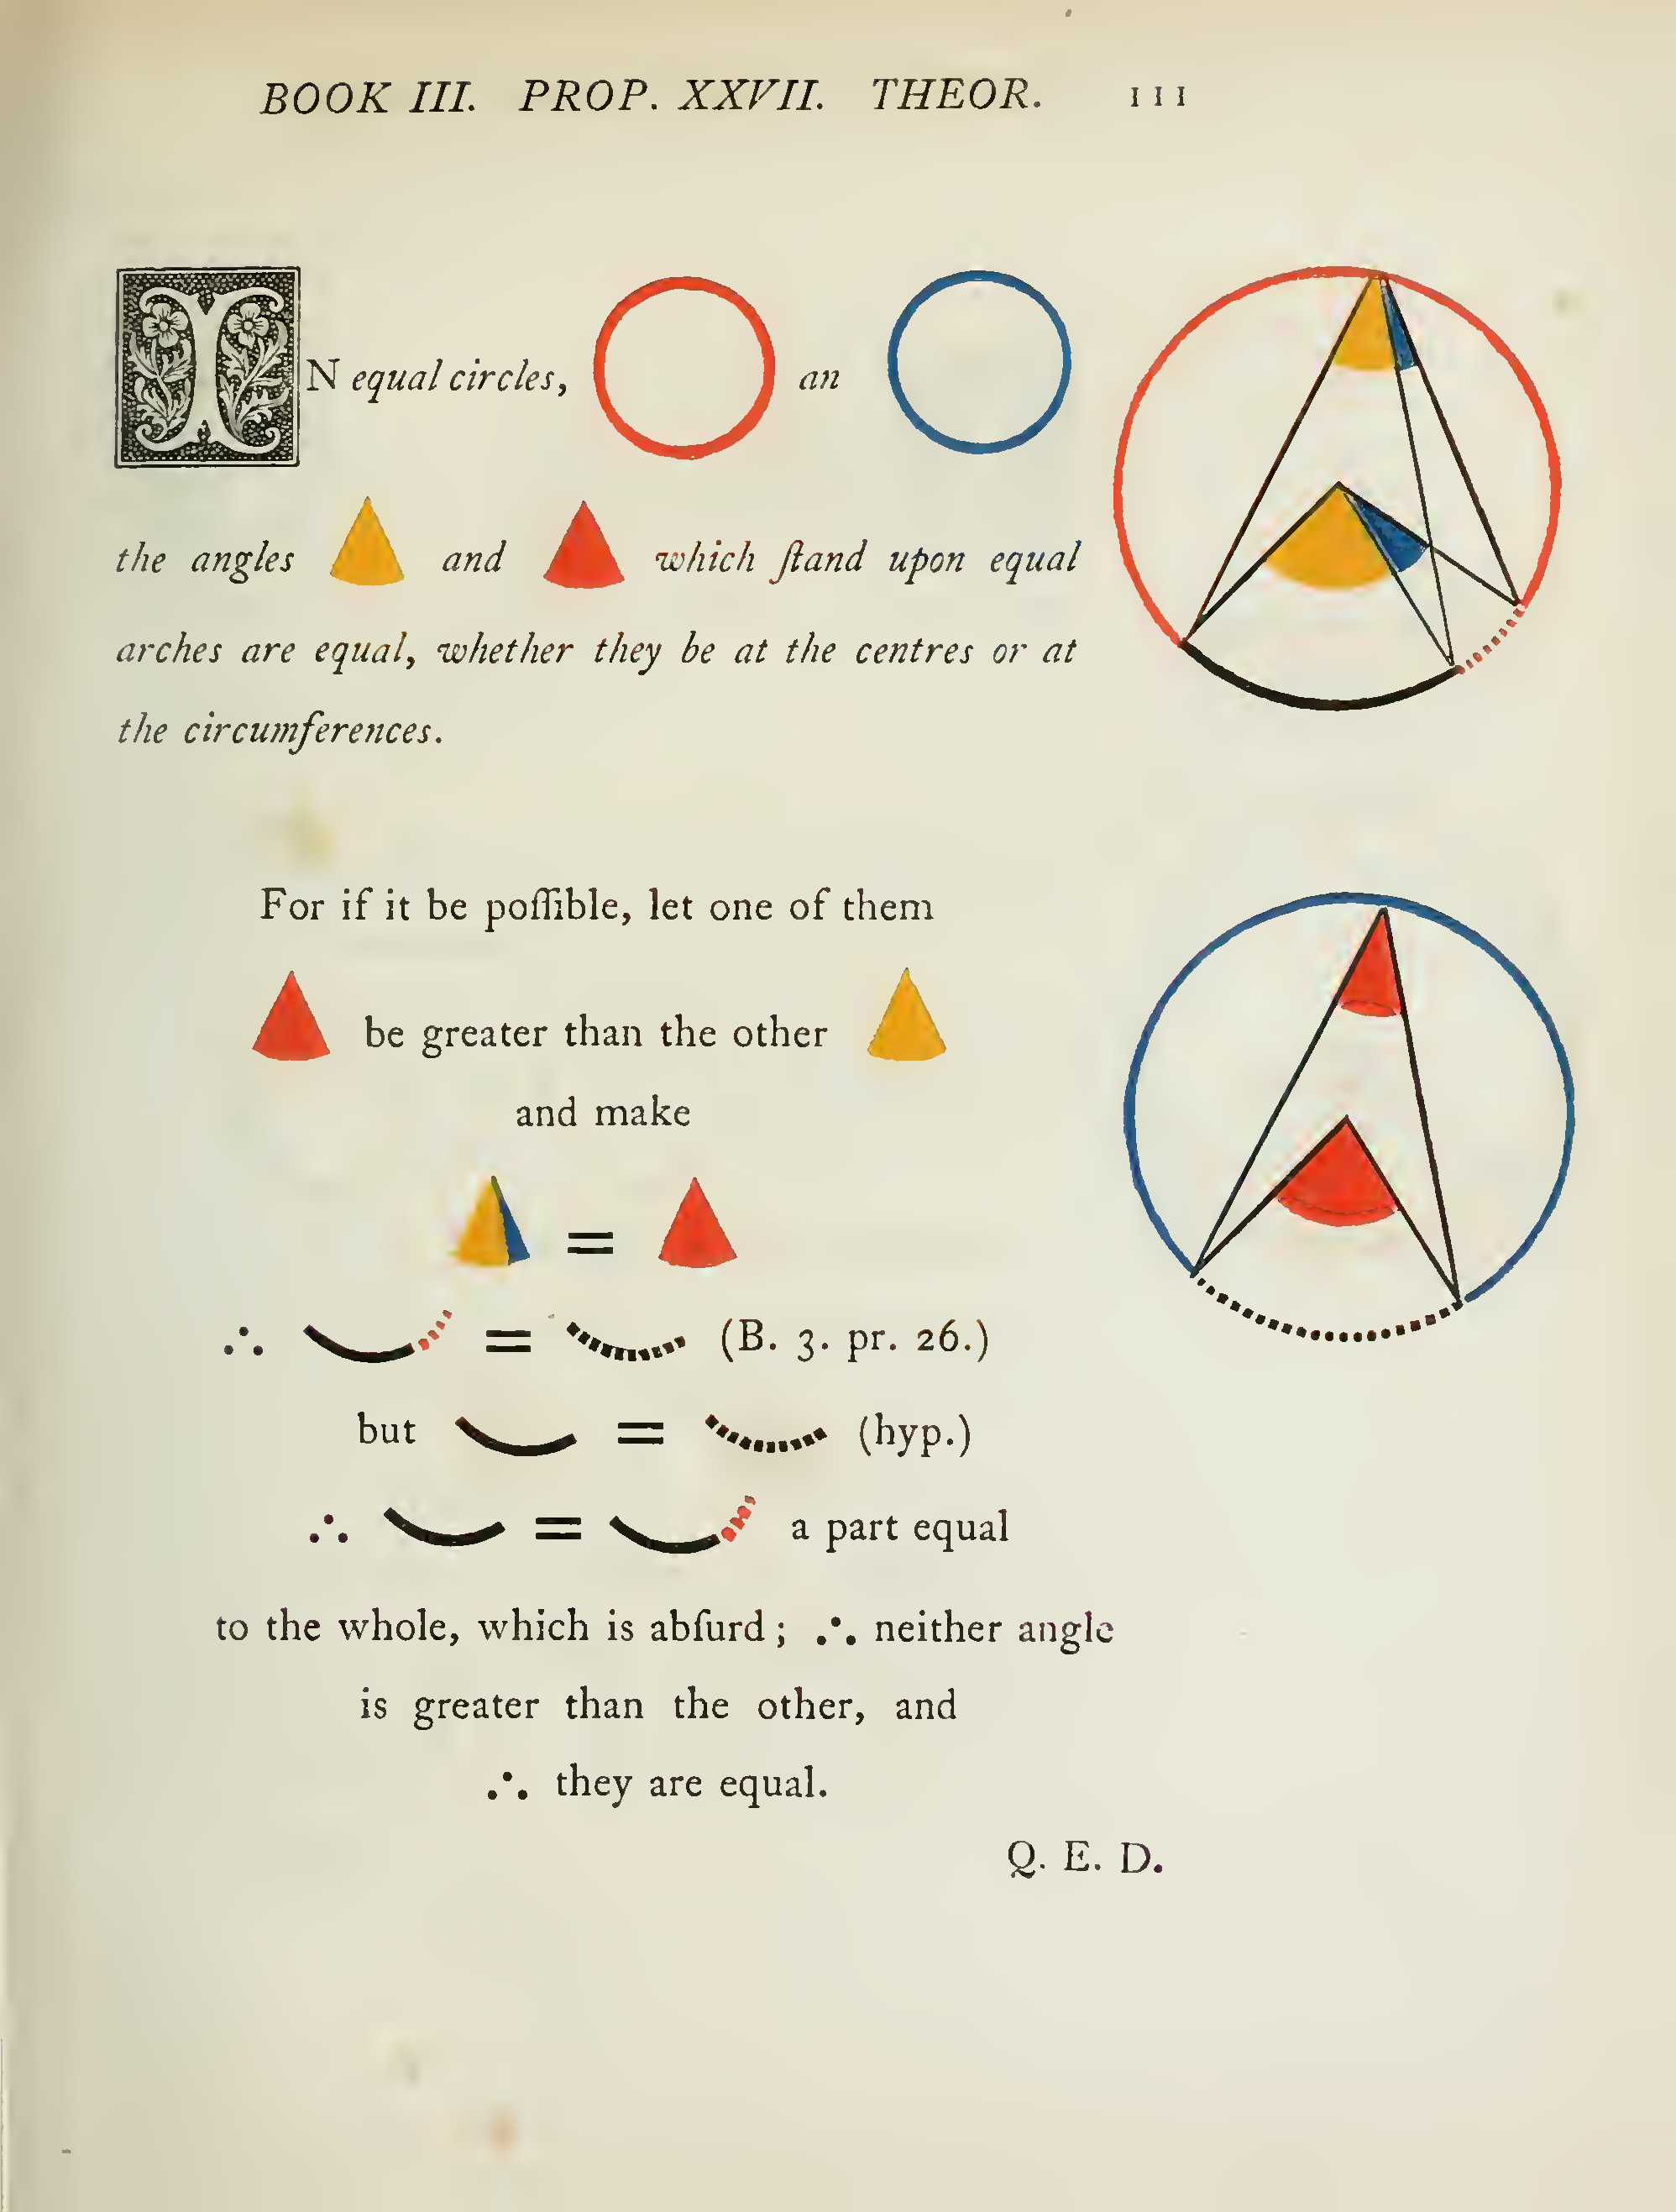 BOOK III. PROP. XXVII. THEOR. 111
IN equal circles, an
the angles and which ſtand upon equal
arches are equal, whether they be at the centres or at
the circumferences.
For if it be poſſible, let one of them
be greater than the other
and make
=
∴ = (B. 3. pr. 26.)
but = (hyp.)
∴ = a part equal
to the whole, which is abſurd; ∴ neither angle
is greater than the other, and
∴ they are equal.
Q. E. D.